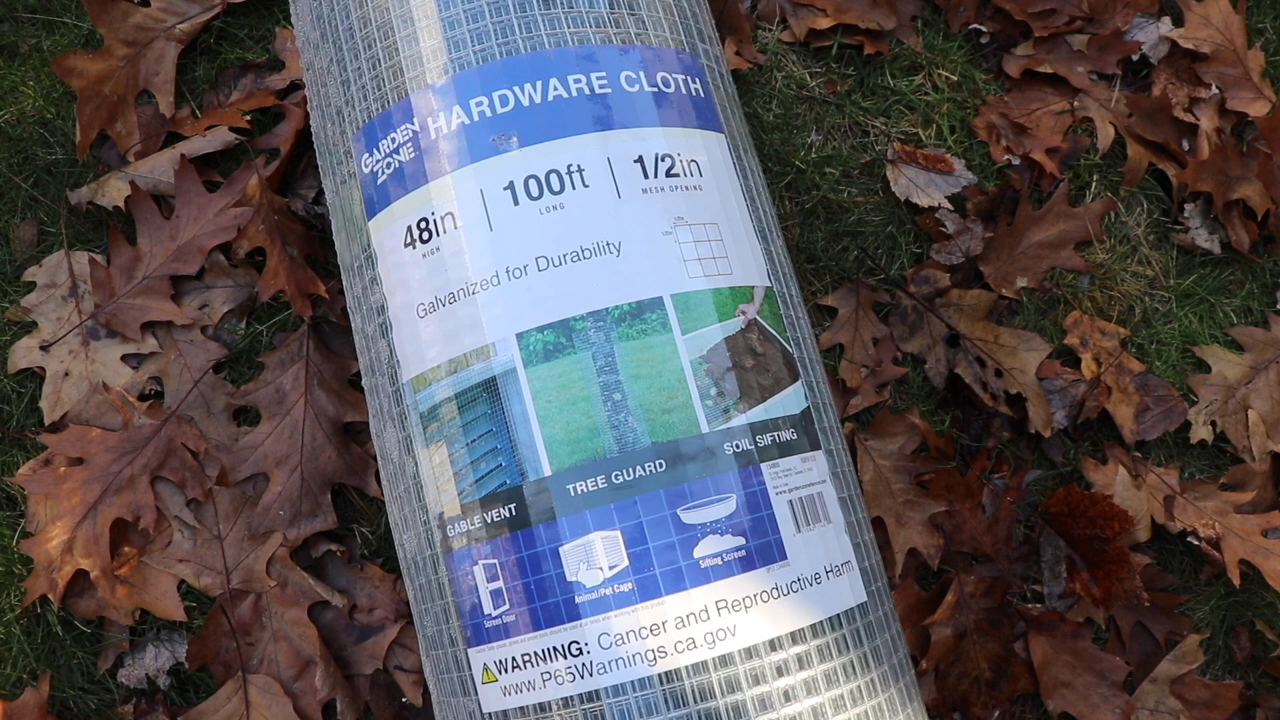 GARDEN
ZONE
HARDWARE CLOTH
48in
HIGH
100ft
LONG
1/2in
MESH OPENING
Galvanized for Durability
GABLE VENT
TREE GUARD
SOIL SIFTING
Screen Door
Animal/Pet Cage
Sifting Screen
WARNING: Cancer and Reproductive Harm
www.P65Warnings.ca.gov